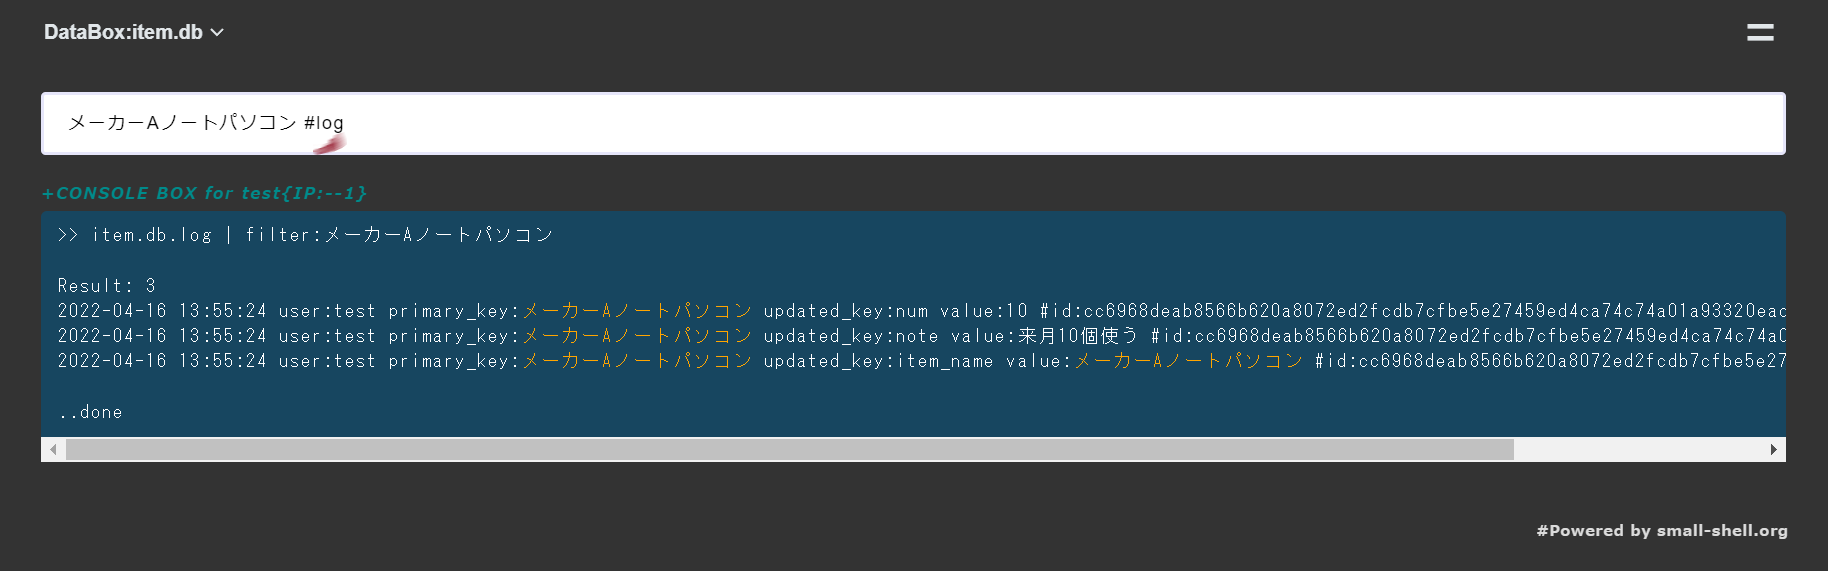 DataBox:item.db
メーカーAノートパソコン #log
+CONSOLE BOX for test{IP:--1}
>> item.db.log | filter:メーカーAノートパソコン
Result: 3
2022-04-16 13:55:24 user:test primary_key:メーカーAノートパソコン updated_key:num value:10 #id:cc6968deab8566b620a8072ed2fcdb7cfbe5e27459ed4ca74c74a01a93320eac
2022-04-16 13:55:24 user:test primary_key:メーカーAノートパソコン updated_key:note value:来月10個使う #id:cc6968deab8566b620a8072ed2fcdb7cfbe5e27459ed4ca74c74a0
2022-04-16 13:55:24 user:test primary_key:メーカーAノートパソコン updated_key:item_name value:メーカーAノートパソコン #id:cc6968deab8566b620a8072ed2fcdb7cfbe5e27
..done
#Powered by small-shell.org